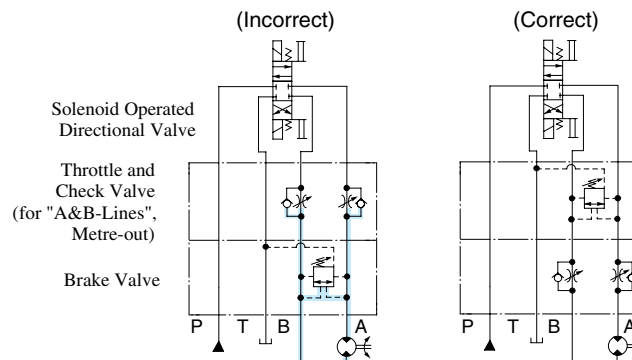 (Incorrect)
(Correct)
Solenoid Operated
Directional Valve
Throttle and
Check Valve
(for "A&B-Lines",
Metre-out)
Brake Valve
P T B A
P T B A